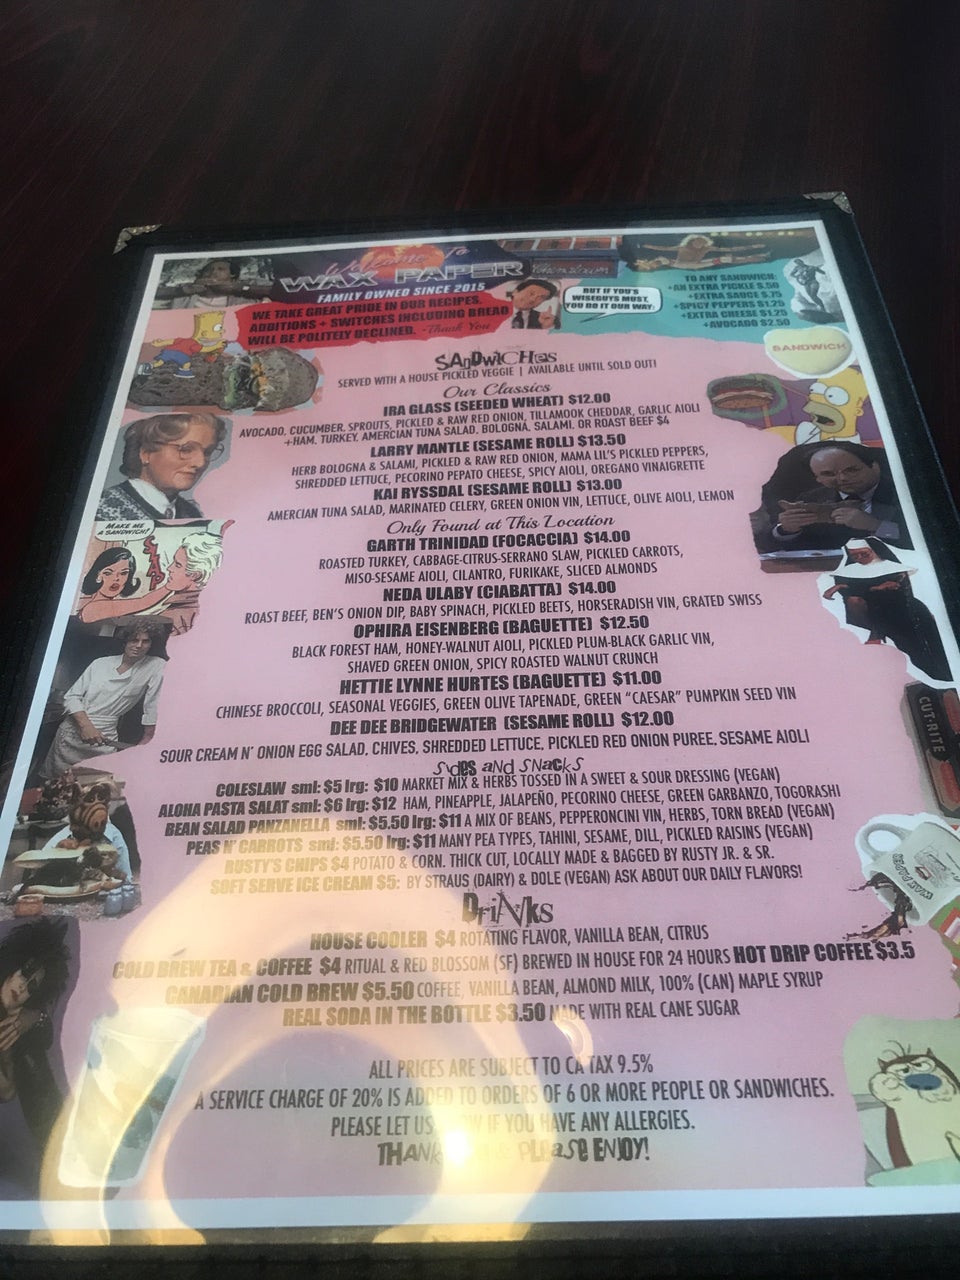 Welcome To
WAX PAPER
FAMILY OWNED SINCE 2015
WE TAKE GREAT PRIDE IN OUR RECIPES.
ADDITIONS + SWITCHES INCLUDING BREAD
WILL BE POLITELY DECLINED. -Thank You
BUT IF YOU'S
WISEGUYS MUST,
YOU DO IT OUR WAY:
TO ANY SANDWICH:
+AN EXTRA PICKLE $.50
+EXTRA SAUCE $.75
+SPICY PEPPERS $1.25
+EXTRA CHEESE $1.25
+AVOCADO $2.50
SANDWICH
SANDWICHES
SERVED WITH A HOUSE PICKLED VEGGIE | AVAILABLE UNTIL SOLD OUT!
Our Classics
IRA GLASS (SEEDED WHEAT) $12.00
AVOCADO, CUCUMBER, SPROUTS, PICKLED & RAW RED ONION, TILLAMOOK CHEDDAR, GARLIC AIOLI
+HAM, TURKEY, AMERCIAN TUNA SALAD, BOLOGNA, SALAMI, OR ROAST BEEF $4
LARRY MANTLE (SESAME ROLL) $13.50
HERB BOLOGNA & SALAMI, PICKLED & RAW RED ONION, MAMA LIL'S PICKLED PEPPERS,
SHREDDED LETTUCE, PECORINO PEPATO CHEESE, SPICY AIOLI, OREGANO VINAIGRETTE
KAI RYSSDAL (SESAME ROLL) $13.00
AMERCIAN TUNA SALAD, MARINATED CELERY, GREEN ONION VIN, LETTUCE, OLIVE AIOLI, LEMON
MAKE ME
A SANDWICH!
Only Found at This Location
GARTH TRINIDAD (FOCACCIA) $14.00
ROASTED TURKEY, CABBAGE-CITRUS-SERRANO SLAW, PICKLED CARROTS,
MISO-SESAME AIOLI, CILANTRO, FURIKAKE, SLICED ALMONDS
NEDA ULABY (CIABATTA) $14.00
ROAST BEEF, BEN'S ONION DIP, BABY SPINACH, PICKLED BEETS, HORSERADISH VIN, GRATED SWISS
OPHIRA EISENBERG (BAGUETTE) $12.50
BLACK FOREST HAM, HONEY-WALNUT AIOLI, PICKLED PLUM-BLACK GARLIC VIN,
SHAVED GREEN ONION, SPICY ROASTED WALNUT CRUNCH
HETTIE LYNNE HURTES (BAGUETTE) $11.00
CHINESE BROCCOLI, SEASONAL VEGGIES, GREEN OLIVE TAPENADE, GREEN "CAESAR" PUMPKIN SEED VIN
DEE DEE BRIDGEWATER (SESAME ROLL) $12.00
SOUR CREAM N' ONION EGG SALAD, CHIVES, SHREDDED LETTUCE, PICKLED RED ONION PUREE, SESAME AIOLI
CUT-RITE
SIdES ANd SNACKS
COLESLAW sml: $5 lrg: $10 MARKET MIX & HERBS TOSSED IN A SWEET & SOUR DRESSING (VEGAN)
ALOHA PASTA SALAT sml: $6 lrg: $12 HAM, PINEAPPLE, JALAPEÑO, PECORINO CHEESE, GREEN GARBANZO, TOGORASHI
BEAN SALAD PANZANELLA sml: $5.50 lrg: $11 A MIX OF BEANS, PEPPERONCINI VIN, HERBS, TORN BREAD (VEGAN)
PEAS N' CARROTS sml: $5.50 lrg: $11 MANY PEA TYPES, TAHINI, SESAME, DILL, PICKLED RAISINS (VEGAN)
RUSTY'S CHIPS $4 POTATO & CORN. THICK CUT, LOCALLY MADE & BAGGED BY RUSTY JR. & SR.
SOFT SERVE ICE CREAM $5: BY STRAUS (DAIRY) & DOLE (VEGAN) ASK ABOUT OUR DAILY FLAVORS!
WAX PAPER
DriNks
HOUSE COOLER $4 ROTATING FLAVOR, VANILLA BEAN, CITRUS
COLD BREW TEA & COFFEE $4 RITUAL & RED BLOSSOM (SF) BREWED IN HOUSE FOR 24 HOURS HOT DRIP COFFEE $3.5
CANADIAN COLD BREW $5.50 COFFEE, VANILLA BEAN, ALMOND MILK, 100% (CAN) MAPLE SYRUP
REAL SODA IN THE BOTTLE $3.50 MADE WITH REAL CANE SUGAR
ALL PRICES ARE SUBJECT TO CA TAX 9.5%
A SERVICE CHARGE OF 20% IS ADDED TO ORDERS OF 6 OR MORE PEOPLE OR SANDWICHES.
PLEASE LET US KNOW IF YOU HAVE ANY ALLERGIES.
THANK & PLEASE ENJOY!